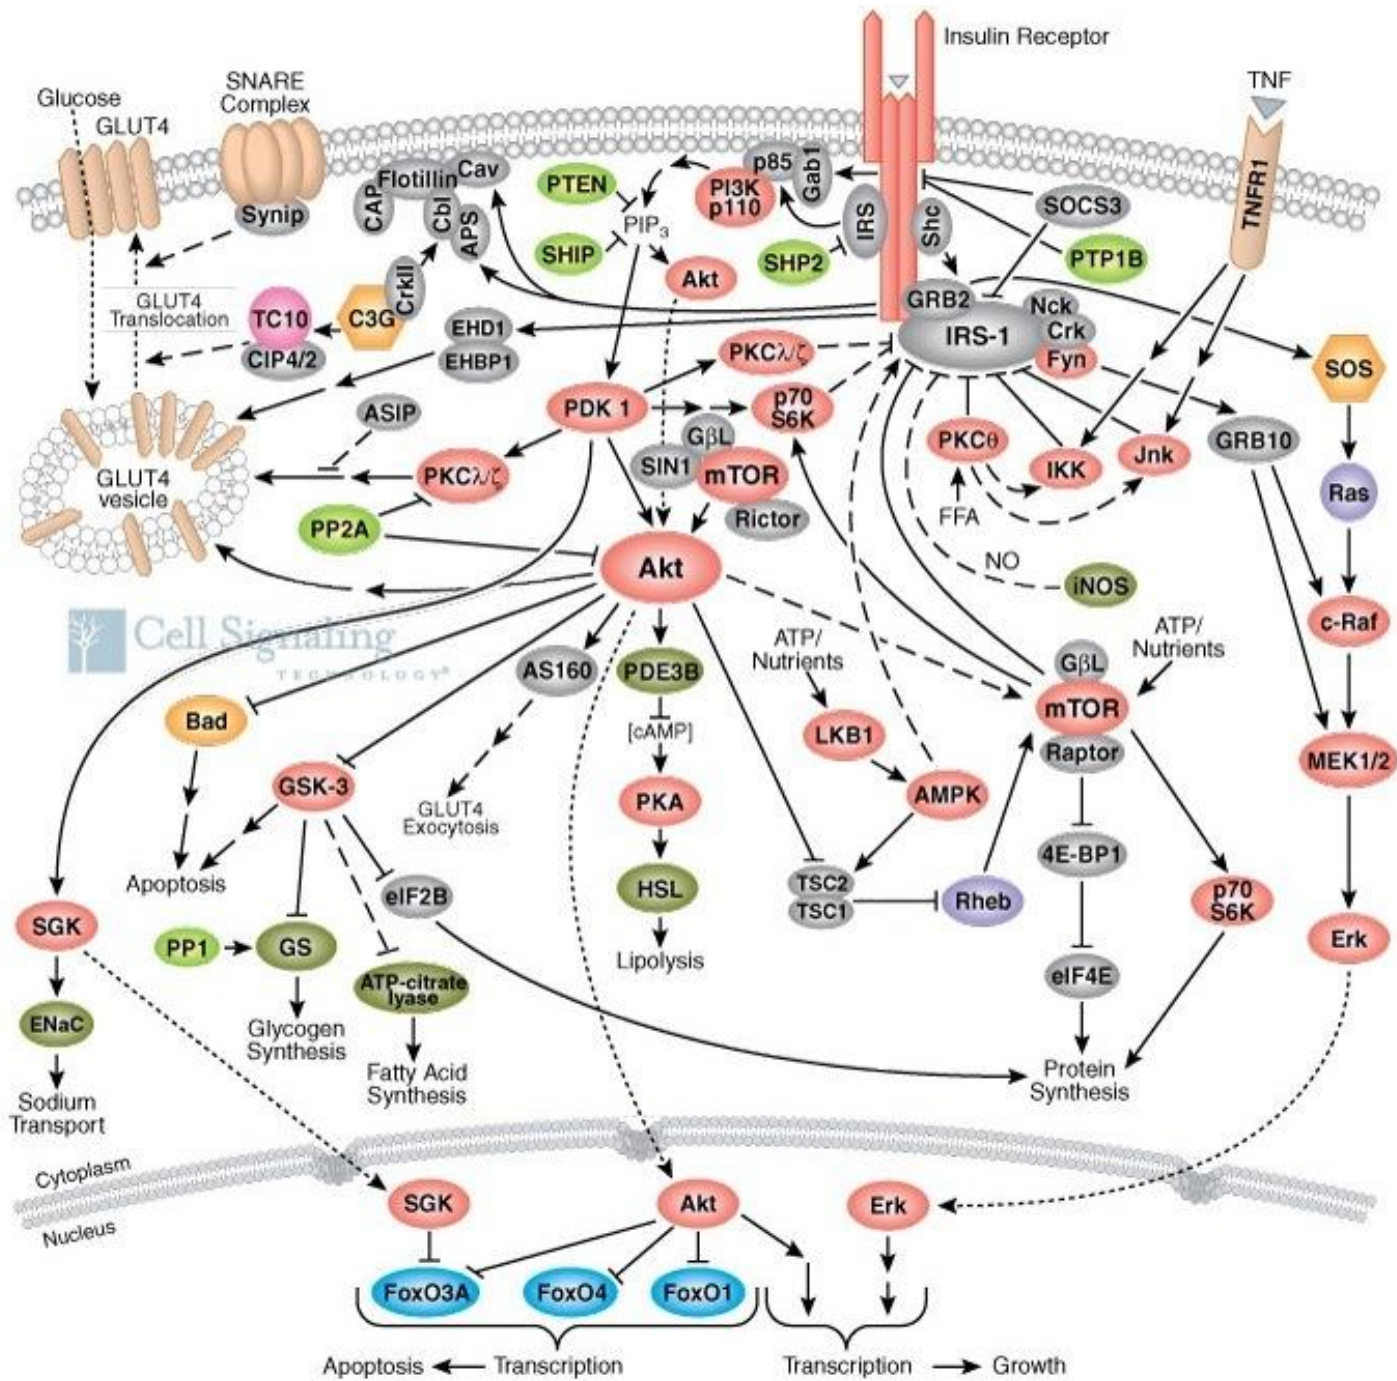 Insulin Receptor
TNF
SNARE
Complex
Glucose
GLUT4
TNFR1
Synip
CAP
Flotillin
Cav
Cbl
APS
CrkII
C3G
TC10
CIP4/2
GLUT4
Translocation
PTEN
SHIP
PIP3
Akt
PI3K
p110
p85
Gab1
SHP2
IRS
Shc
SOCS3
PTP1B
GRB2
IRS-1
Nck
Crk
Fyn
SOS
EHD1
EHBP1
PKCλ/ζ
p70
S6K
PDK 1
ASIP
PKCλ/ζ
GLUT4
vesicle
PP2A
GβL
SIN1
mTOR
Rictor
PKCθ
FFA
IKK
Jnk
GRB10
Ras
NO
iNOS
Akt
c-Raf
Cell Signaling
TECHNOLOGY®
AS160
PDE3B
[cAMP]
ATP/
Nutrients
ATP/
Nutrients
GβL
mTOR
Raptor
Bad
LKB1
MEK1/2
GSK-3
GLUT4
Exocytosis
PKA
AMPK
4E-BP1
Apoptosis
eIF2B
HSL
TSC2
TSC1
Rheb
p70
S6K
SGK
PP1
GS
Lipolysis
Erk
ATP-citrate
lyase
eIF4E
ENaC
Glycogen
Synthesis
Fatty Acid
Synthesis
Protein
Synthesis
Sodium
Transport
Cytoplasm
Nucleus
SGK
Akt
Erk
FoxO3A
FoxO4
FoxO1
Apoptosis
Transcription
Transcription
Growth